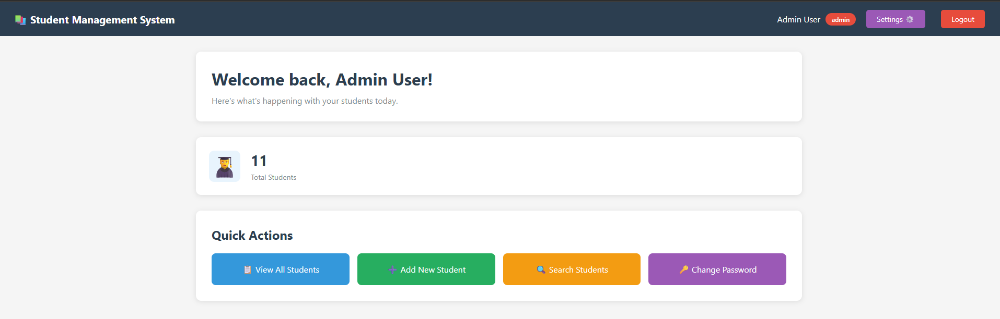 Student Management System
Admin User
admin
Settings
Logout
Welcome back, Admin User!
Here's what's happening with your students today.
11
Total Students
Quick Actions
View All Students
Add New Student
Search Students
Change Password